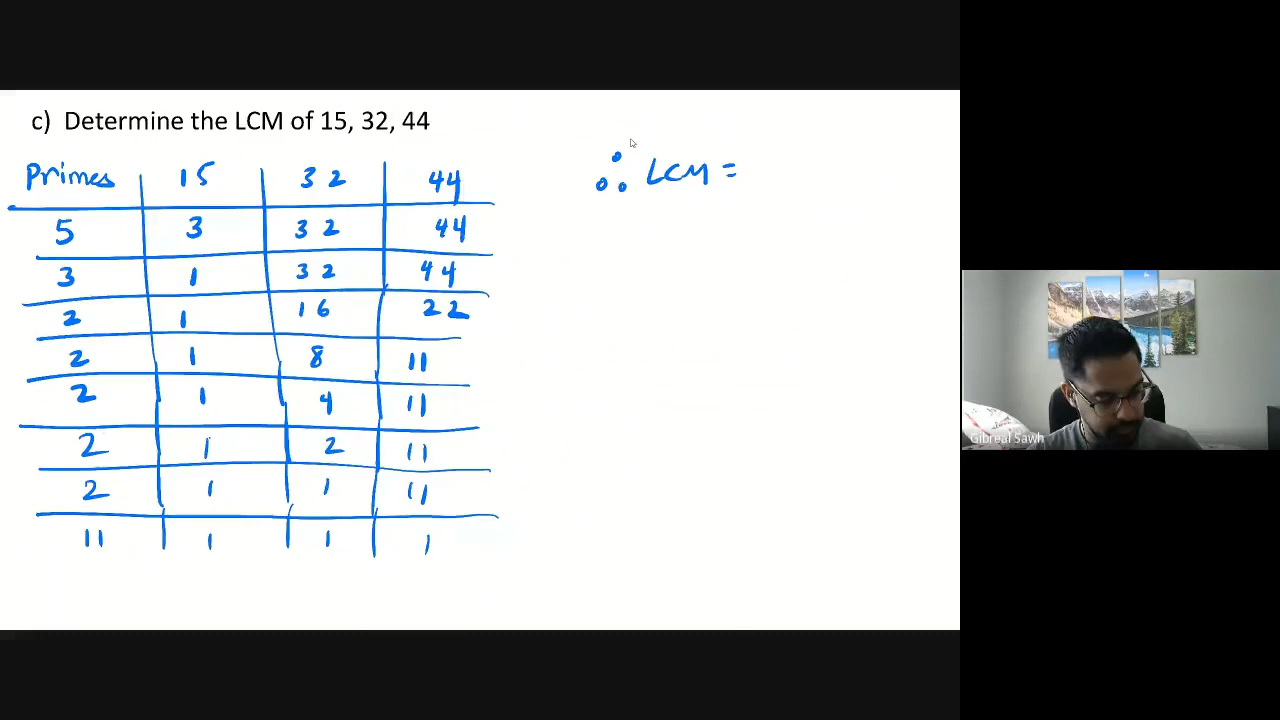 c) Determine the LCM of 15, 32, 44
Primes 15 32 44
5 3 32 44
3 1 32 44
2 1 16 22
2 1 8 11
2 1 4 11
2 1 2 11
2 1 1 11
11 1 1 1
∴ LCM =
Gibreal Sawh